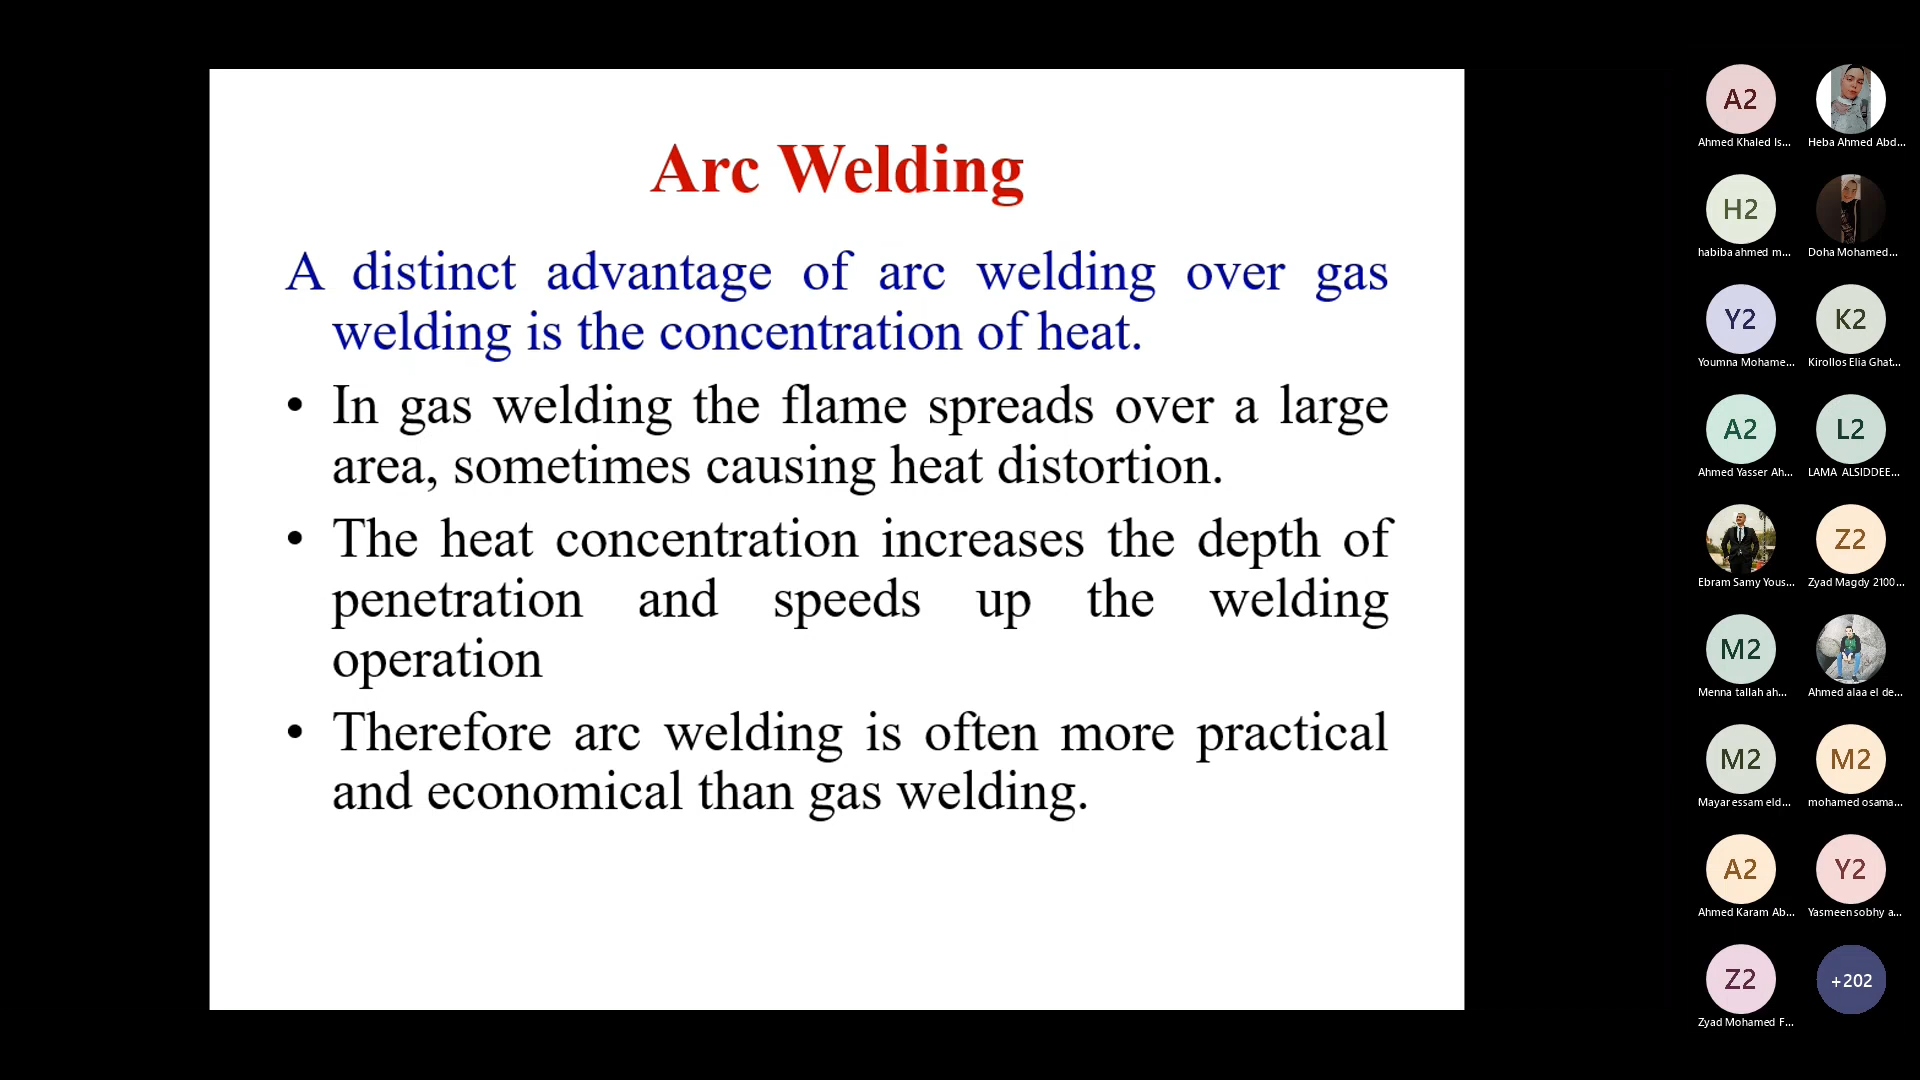 Arc Welding
A distinct advantage of arc welding over gas
welding is the concentration of heat.
• In gas welding the flame spreads over a large
area, sometimes causing heat distortion.
• The heat concentration increases the depth of
penetration and speeds up the welding
operation
• Therefore arc welding is often more practical
and economical than gas welding.
A2
Ahmed Khaled Is... Heba Ahmed Abd...
H2
habiba ahmed m... Doha Mohamed...
Y2 K2
Youmna Mohame... Kirollos Elia Ghat...
A2 L2
Ahmed Yasser Ah... LAMA ALSIDDEE...
Z2
Ebram Samy Yous... Zyad Magdy 2100...
M2
Menna tallah ah... Ahmed alaa el de...
M2 M2
Mayar essam eld... mohamed osama...
A2 Y2
Ahmed Karam Ab... Yasmeen sobhy a...
Z2 +202
Zyad Mohamed F...